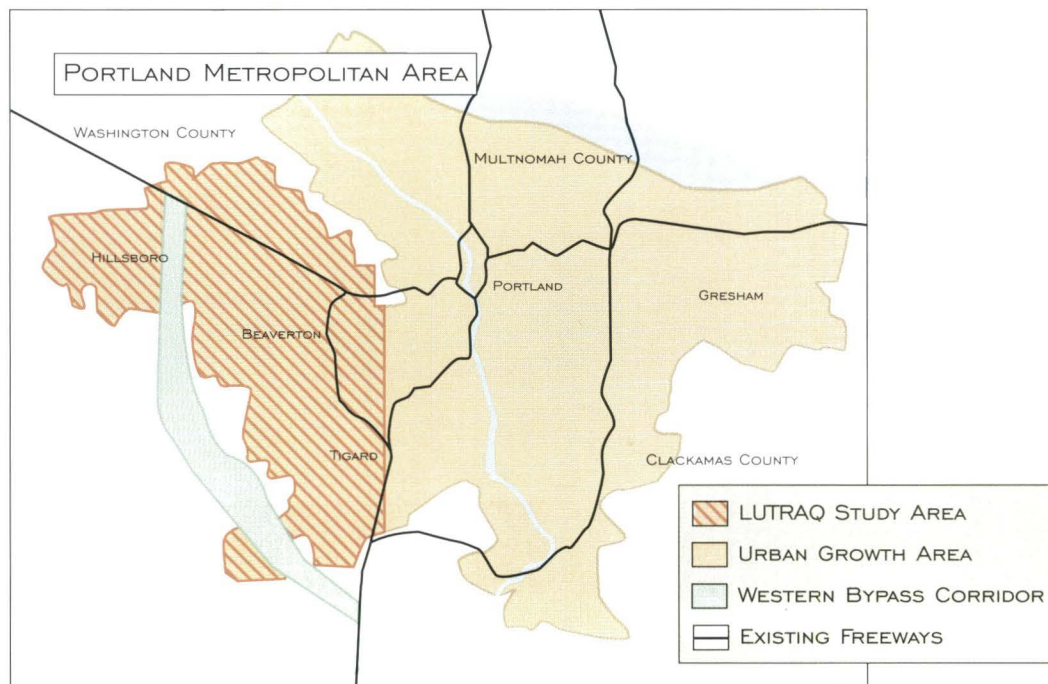 PORTLAND METROPOLITAN AREA
WASHINGTON COUNTY
MULTNOMAH COUNTY
HILLSBORO
PORTLAND
GRESHAM
BEAVERTON
TIGARD
CLACKAMAS COUNTY
LUTRAQ STUDY AREA
URBAN GROWTH AREA
WESTERN BYPASS CORRIDOR
EXISTING FREEWAYS